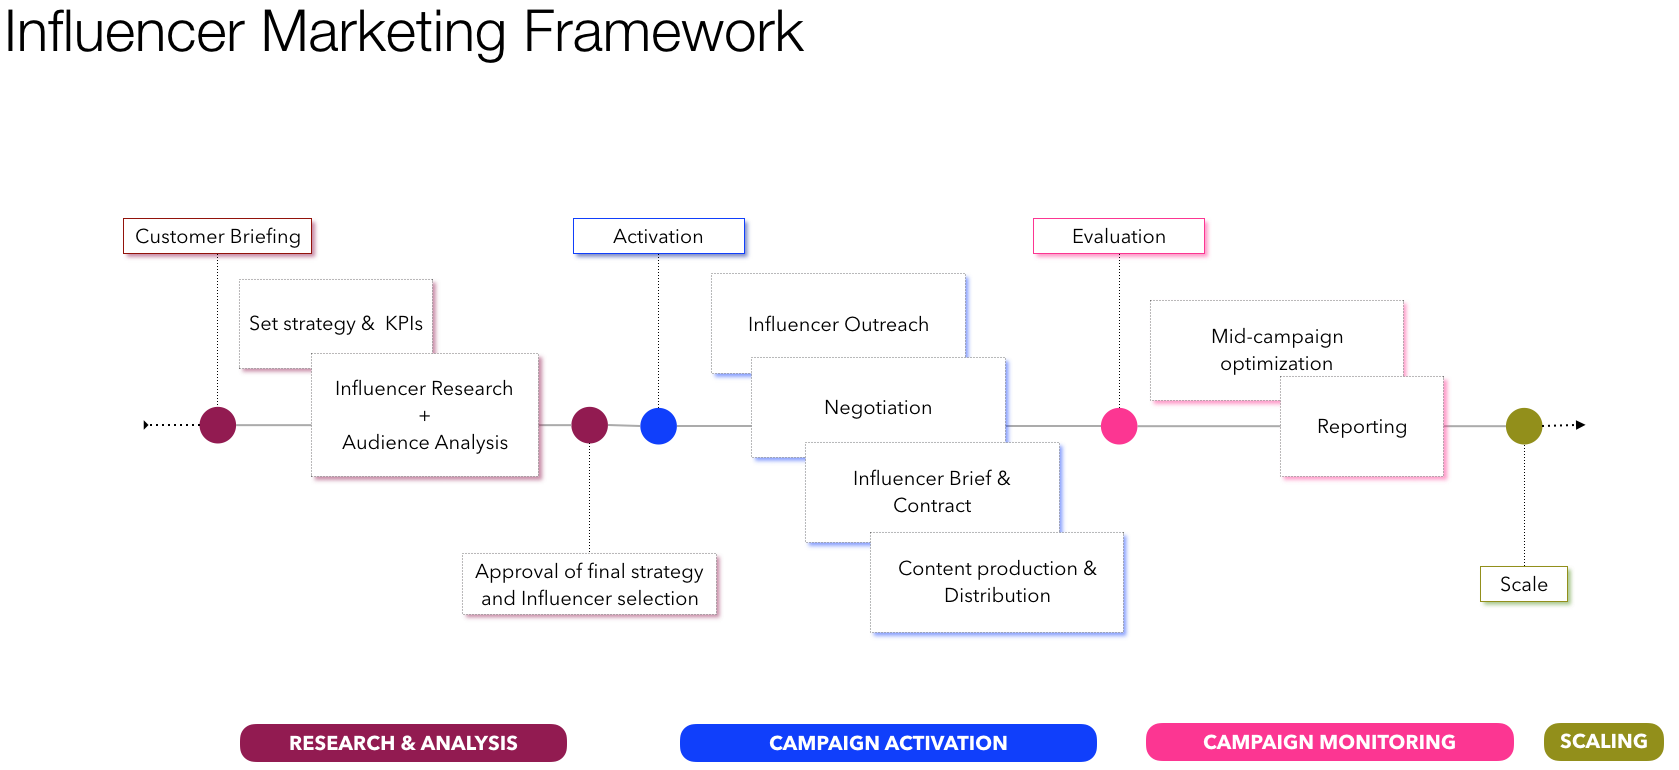 Influencer Marketing Framework
Customer Briefing
Activation
Evaluation
Set strategy & KPIs
Influencer Research
+
Audience Analysis
Approval of final strategy
and Influencer selection
Influencer Outreach
Negotiation
Influencer Brief &
Contract
Content production &
Distribution
Mid-campaign
optimization
Reporting
Scale
RESEARCH & ANALYSIS
CAMPAIGN ACTIVATION
CAMPAIGN MONITORING
SCALING